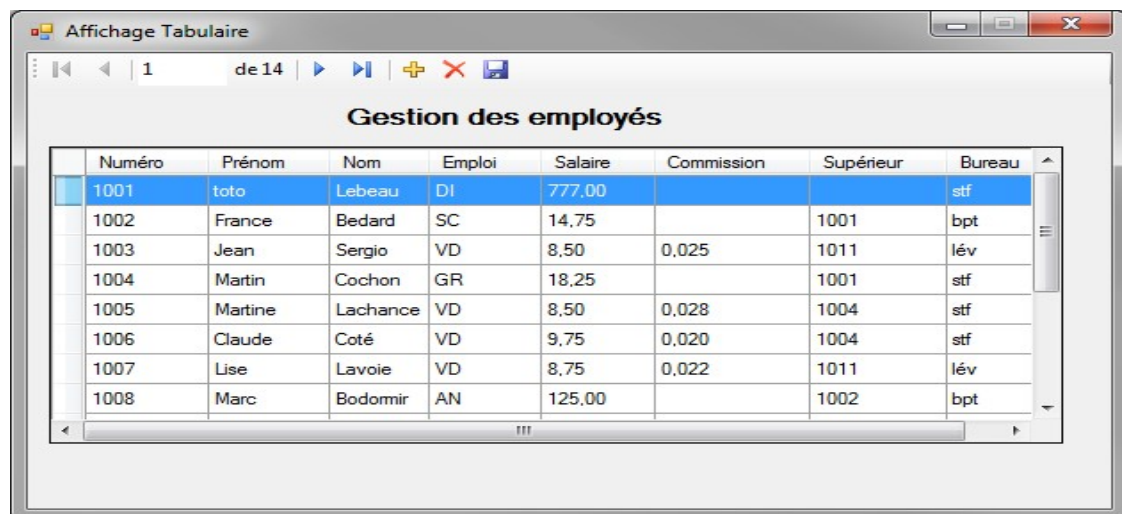 Affichage Tabulaire
1 de 14
Gestion des employés
Numéro Prénom Nom Emploi Salaire Commission Supérieur Bureau
1001 toto Lebeau DI 777,00 stf
1002 France Bedard SC 14,75 1001 bpt
1003 Jean Sergio VD 8,50 0,025 1011 lév
1004 Martin Cochon GR 18,25 1001 stf
1005 Martine Lachance VD 8,50 0,028 1004 stf
1006 Claude Coté VD 9,75 0,020 1004 stf
1007 Lise Lavoie VD 8,75 0,022 1011 lév
1008 Marc Bodormir AN 125,00 1002 bpt